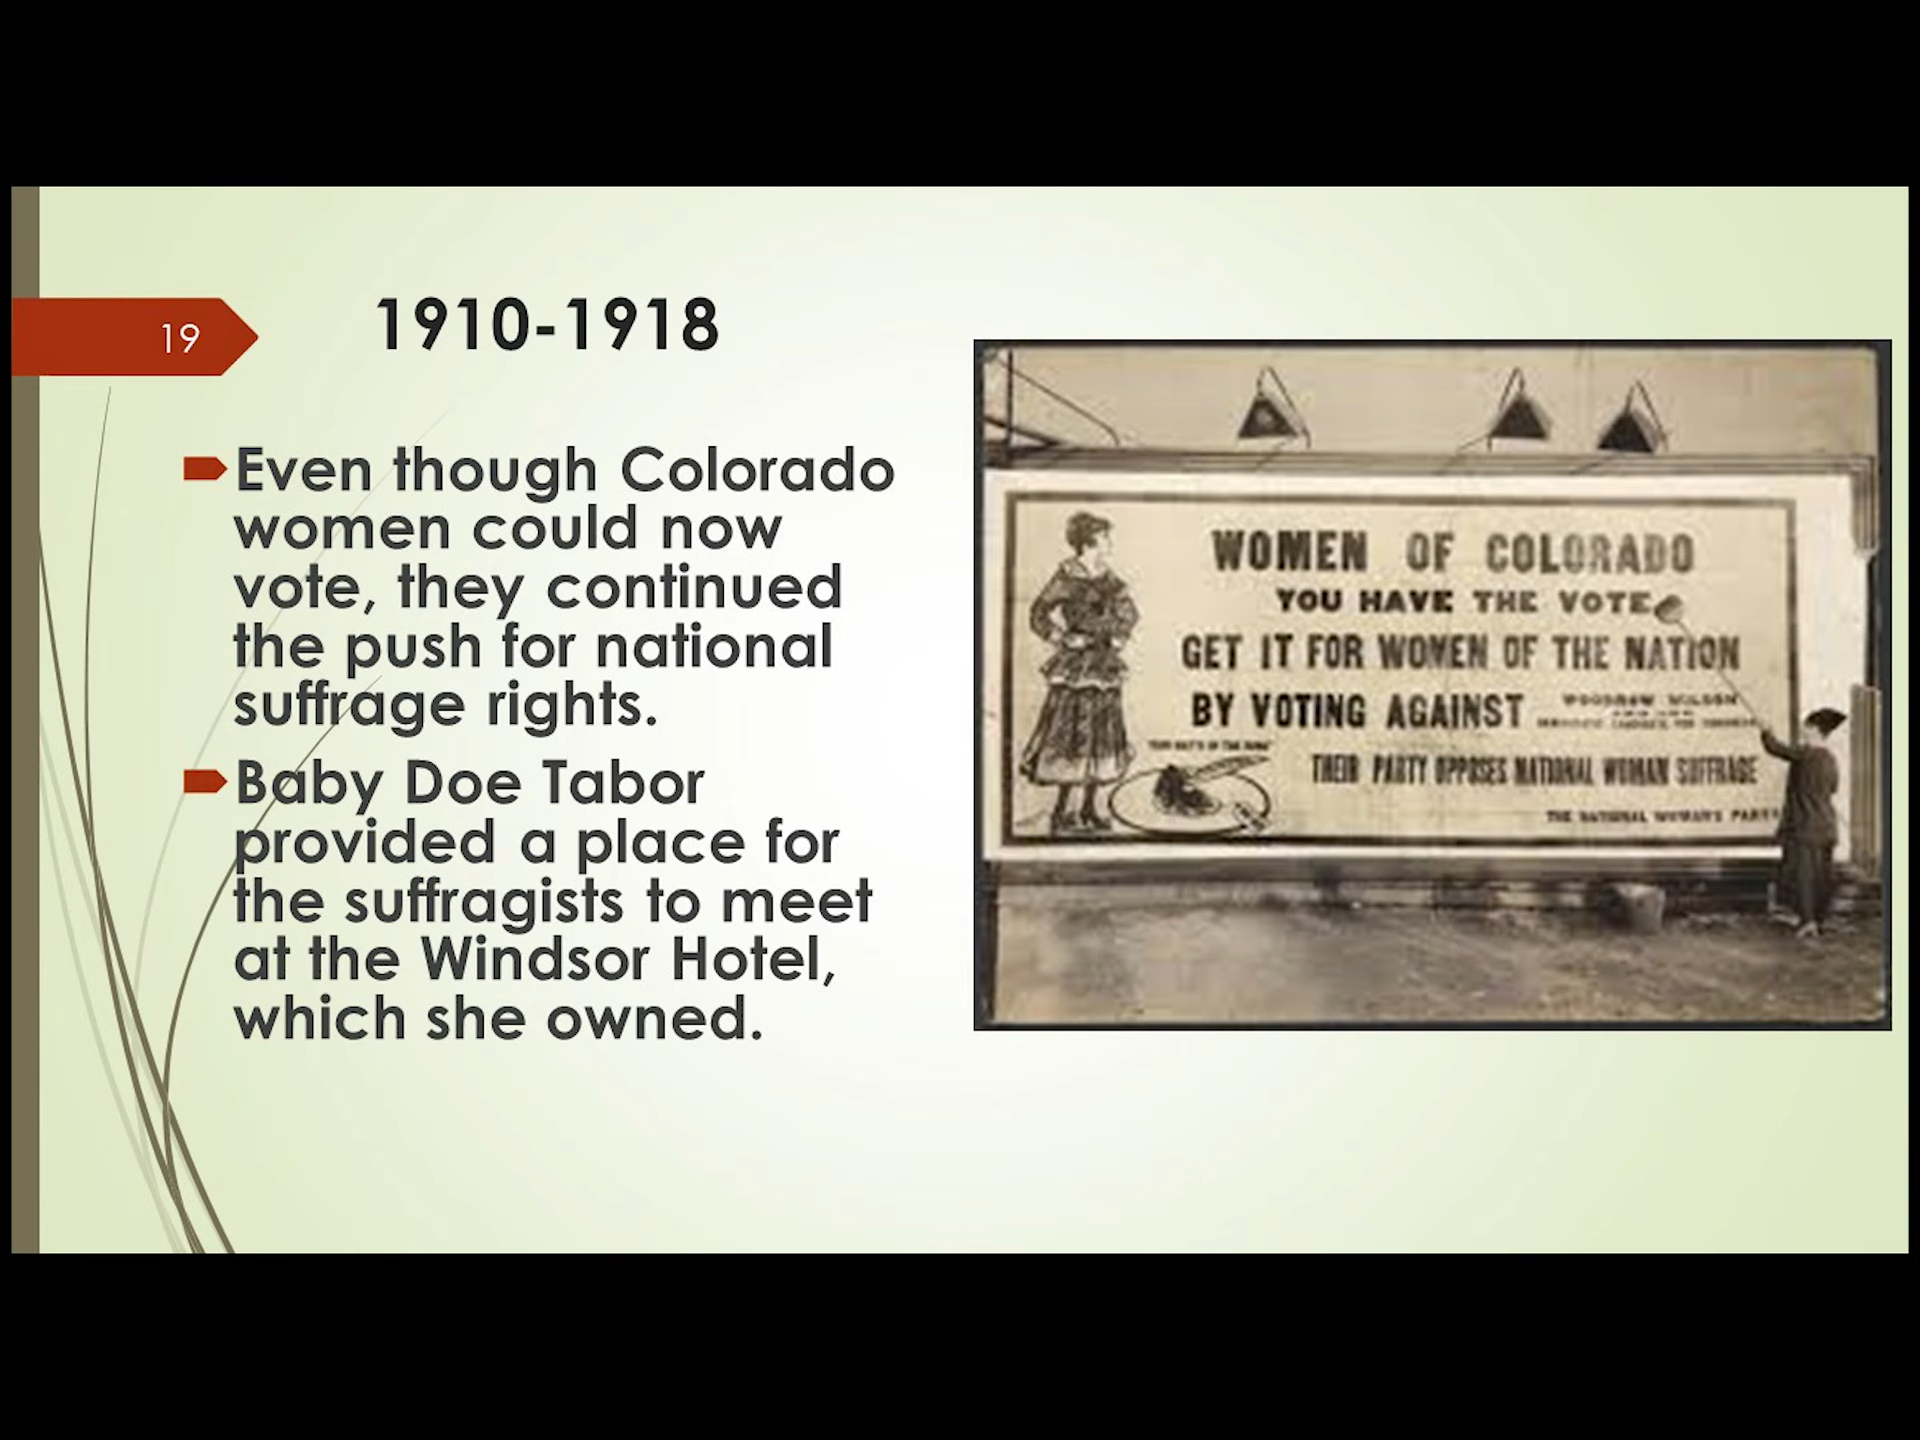 19
1910-1918
Even though Colorado
women could now
vote, they continued
the push for national
suffrage rights.
Baby Doe Tabor
provided a place for
the suffragists to meet
at the Windsor Hotel,
which she owned.
WOMEN OF COLORADO
YOU HAVE THE VOTE
GET IT FOR WOMEN OF THE NATION
BY VOTING AGAINST WOODROW WILSON
THEIR PARTY OPPOSES NATIONAL WOMAN SUFFRAGE
THE NATIONAL WOMAN'S PARTY